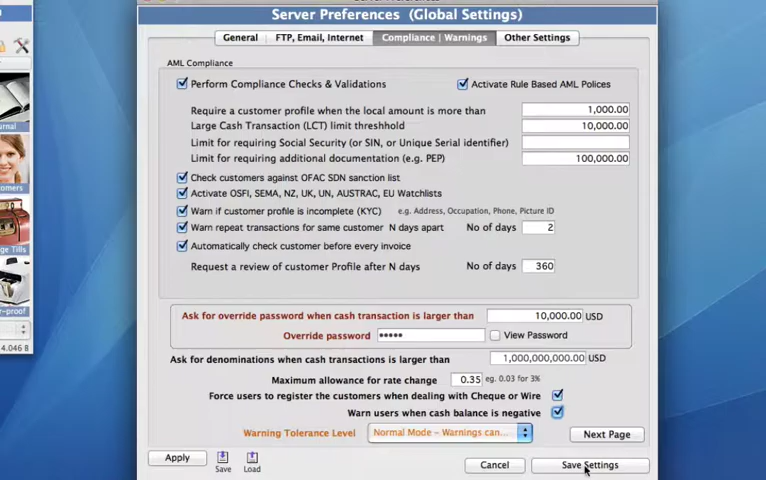 Server Preferences (Global Settings)
General FTP, Email, Internet Compliance | Warnings Other Settings
AML Compliance
Perform Compliance Checks & Validations Activate Rule Based AML Polices
Require a customer profile when the local amount is more than 1,000.00
Large Cash Transaction (LCT) limit threshhold 10,000.00
Limit for requiring Social Security (or SIN, or Unique Serial identifier)
Limit for requiring additional documentation (e.g. PEP) 100,000.00
Check customers against OFAC SDN sanction list
Activate OSFI, SEMA, NZ, UK, UN, AUSTRAC, EU Watchlists
Warn if customer profile is incomplete (KYC) e.g. Address, Occupation, Phone, Picture ID
Warn repeat transactions for same customer N days apart No of days 2
Automatically check customer before every invoice
Request a review of customer Profile after N days No of days 360
Ask for override password when cash transaction is larger than 10,000.00 USD
Override password ••••• View Password
Ask for denominations when cash transactions is larger than 1,000,000,000.00 USD
Maximum allowance for rate change 0.35 eg. 0.03 for 3%
Force users to register the customers when dealing with Cheque or Wire
Warn users when cash balance is negative
Warning Tolerance Level Normal Mode – Warnings can... Next Page
Apply Save Load Cancel Save Settings
urnal
omers
ge Tills
r-proof
4.046 B